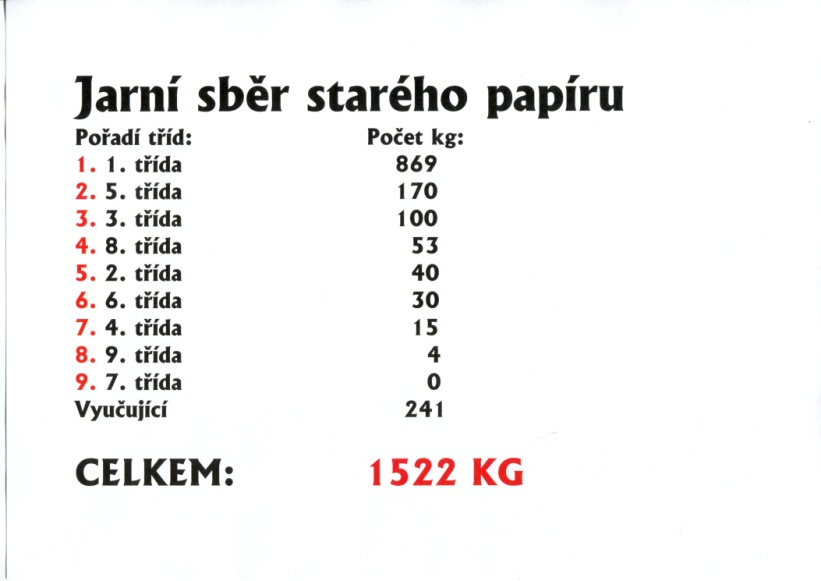 Jarní sběr starého papíru
Pořadí tříd: Počet kg:
1. 1. třída 869
2. 5. třída 170
3. 3. třída 100
4. 8. třída 53
5. 2. třída 40
6. 6. třída 30
7. 4. třída 15
8. 9. třída 4
9. 7. třída 0
Vyučující 241
CELKEM: 1522 KG